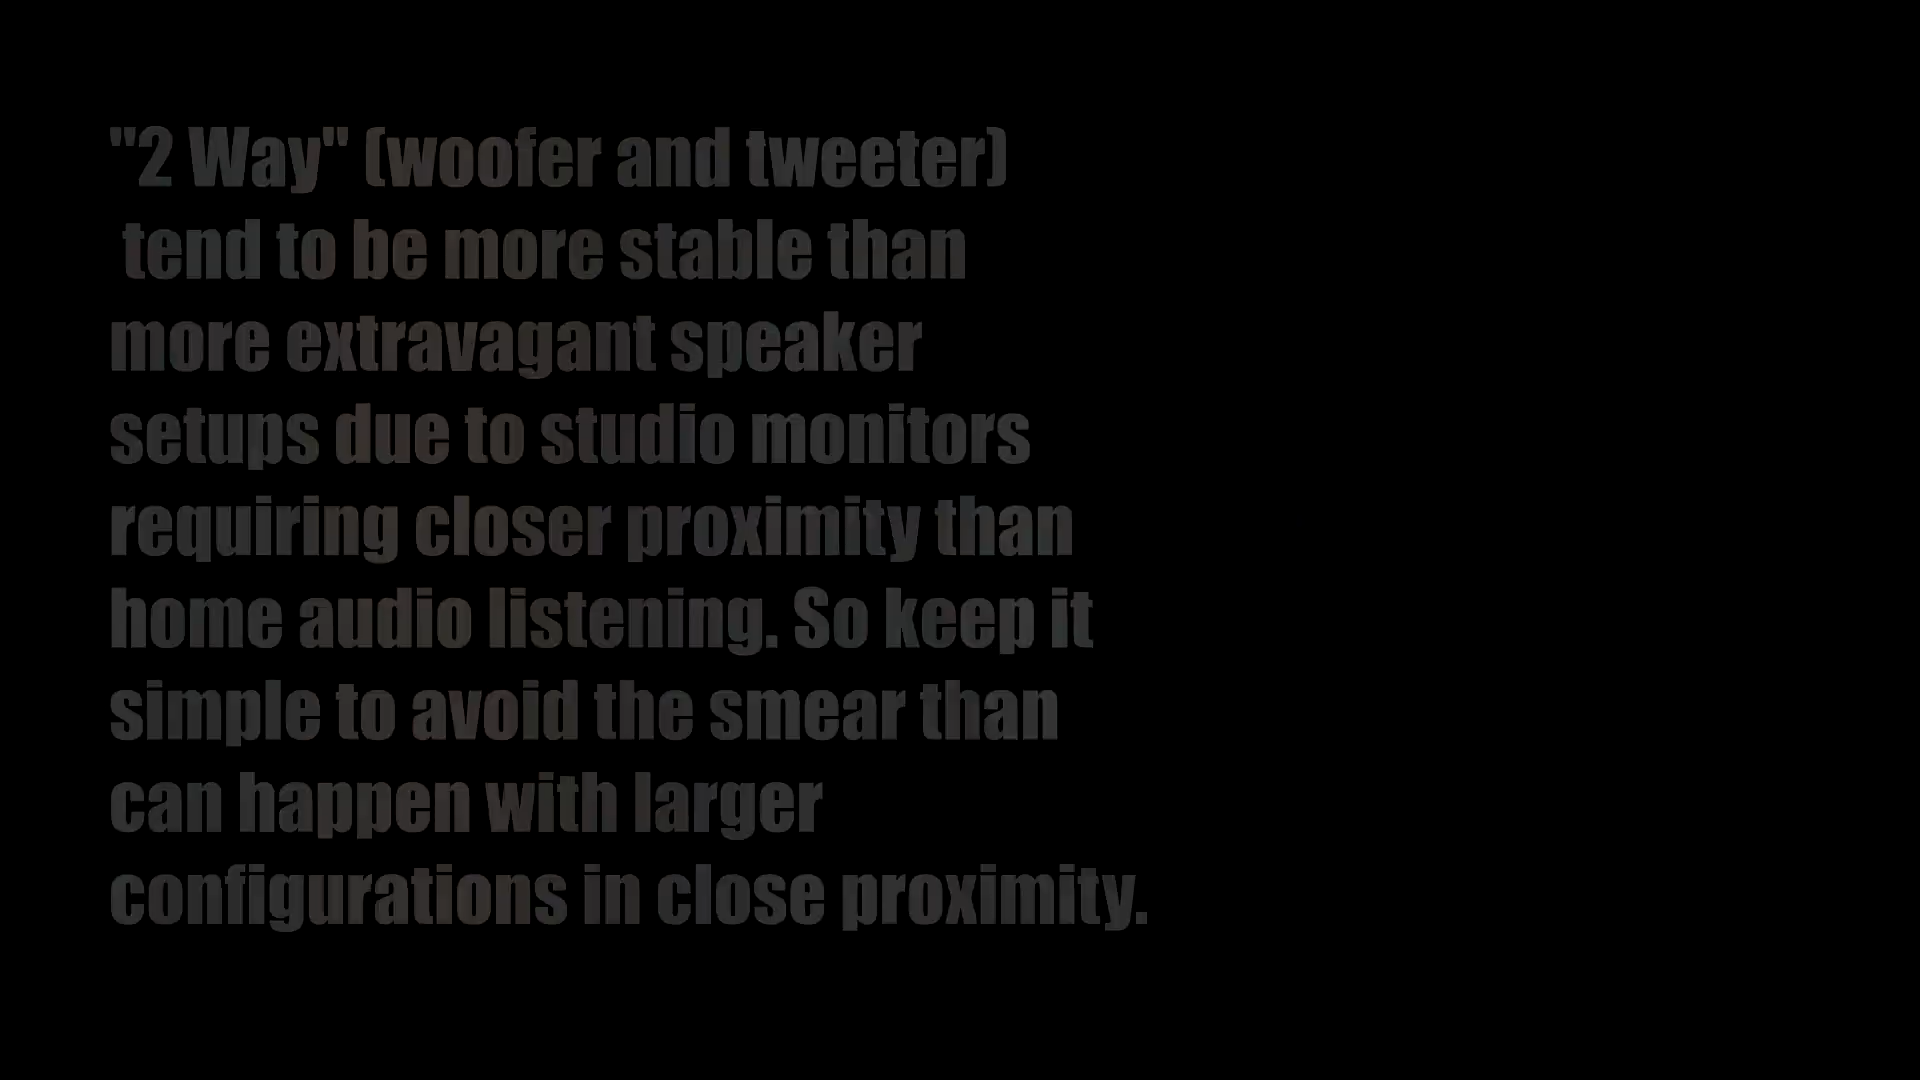 "2 Way" (woofer and tweeter)
tend to be more stable than
more extravagant speaker
setups due to studio monitors
requiring closer proximity than
home audio listening. So keep it
simple to avoid the smear than
can happen with larger
configurations in close proximity.